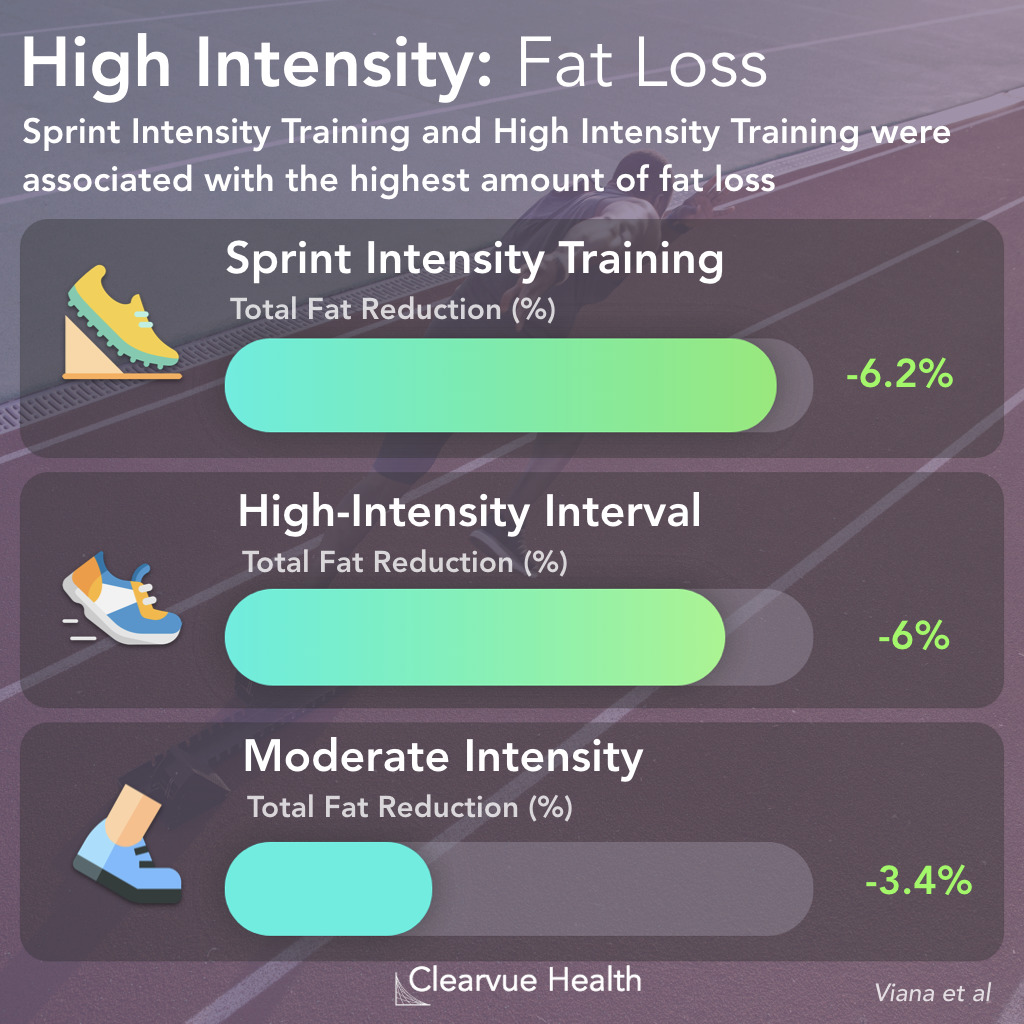 High Intensity: Fat Loss
Sprint Intensity Training and High Intensity Training were
associated with the highest amount of fat loss
Sprint Intensity Training
Total Fat Reduction (%)
-6.2%
High-Intensity Interval
Total Fat Reduction (%)
-6%
Moderate Intensity
Total Fat Reduction (%)
-3.4%
Clearvue Health
Viana et al